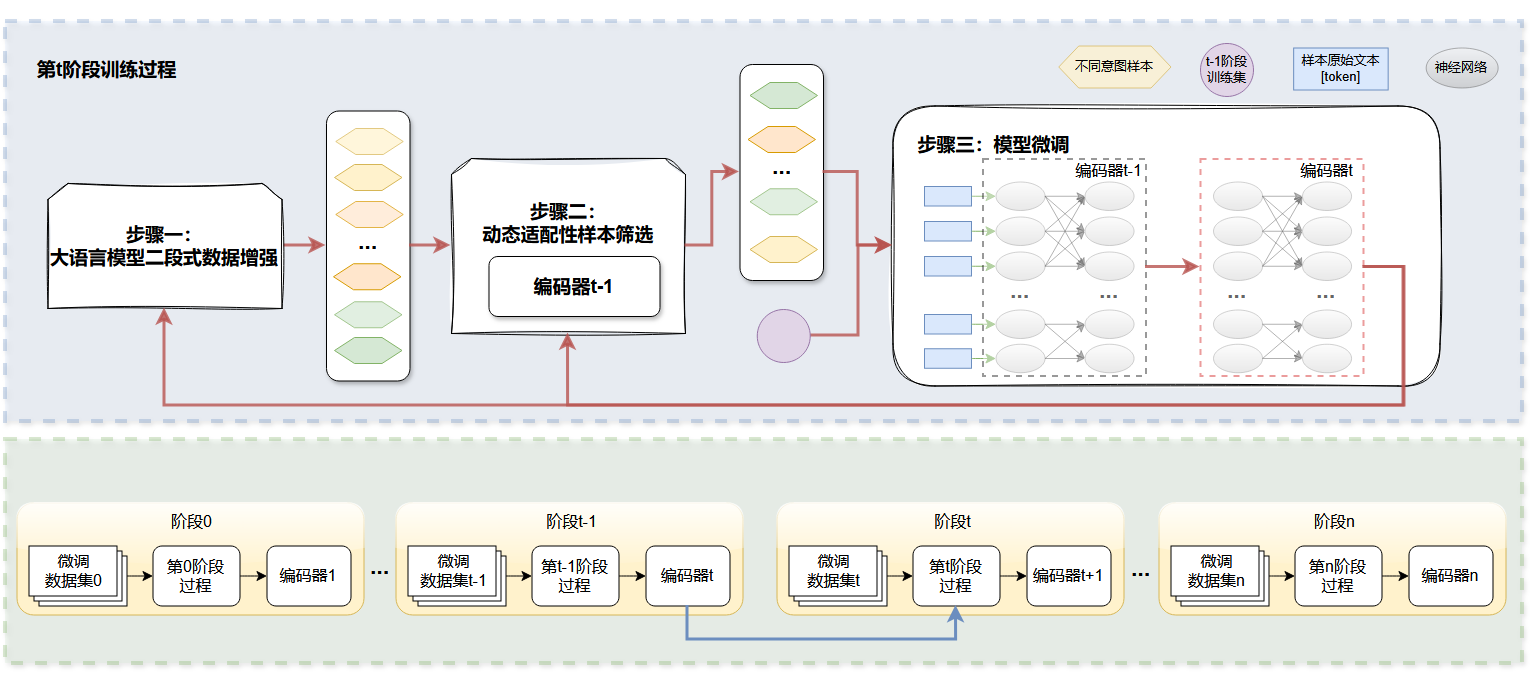 第t阶段训练过程
不同意图样本
t-1阶段
训练集
样本原始文本
[token]
神经网络
步骤一：
大语言模型二段式数据增强
...
步骤二：
动态适配性样本筛选
编码器t-1
...
步骤三：模型微调
编码器t-1
编码器t
... ... ... ...
阶段0
微调
数据集0
第0阶段
过程
编码器1
...
阶段t-1
微调
数据集t-1
第t-1阶段
过程
编码器t
阶段t
微调
数据集t
第t阶段
过程
编码器t+1
...
阶段n
微调
数据集n
第n阶段
过程
编码器n